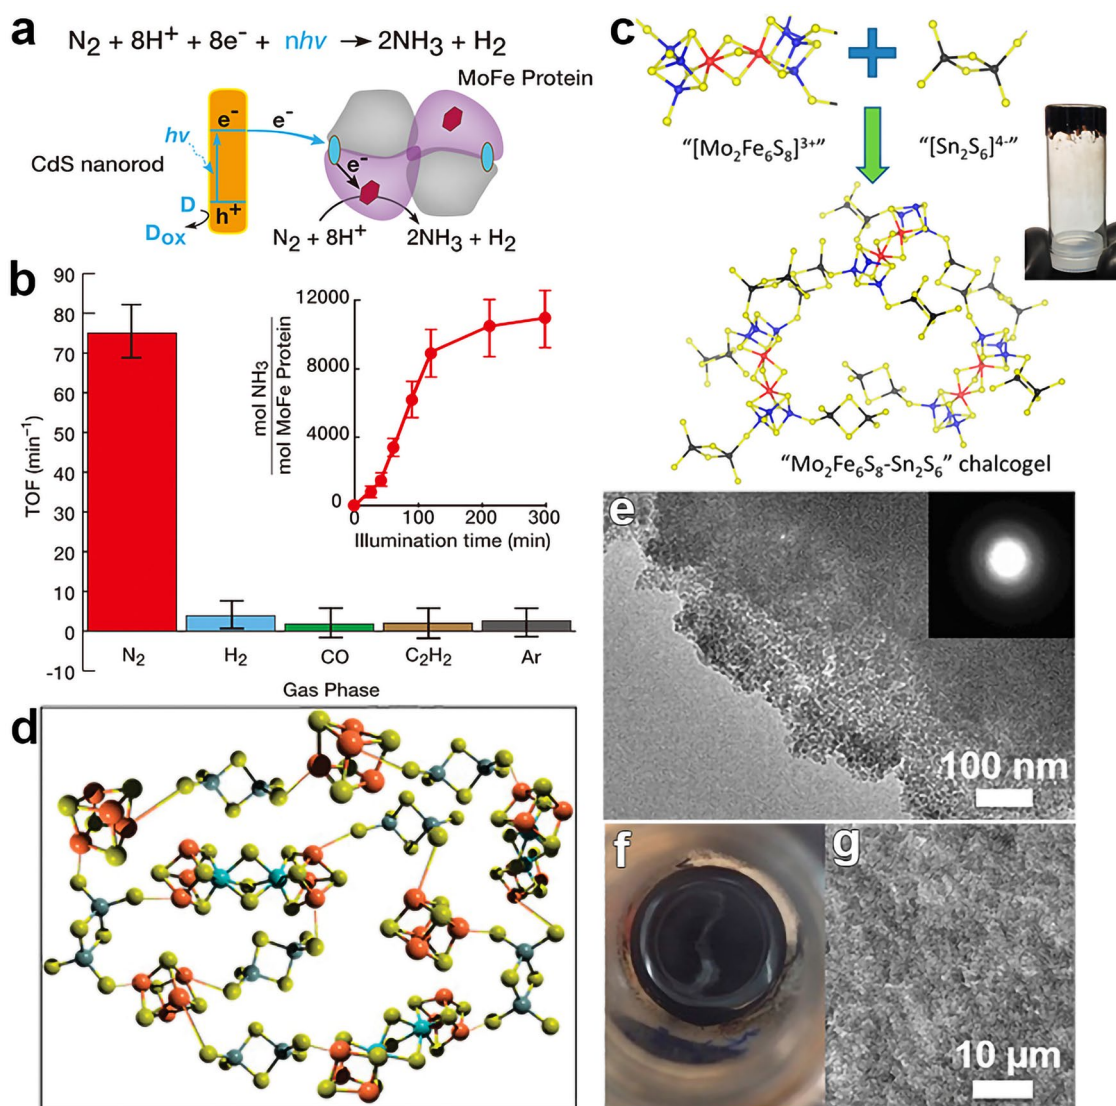 a
N₂ + 8H⁺ + 8e⁻ + nhν → 2NH₃ + H₂
MoFe Protein
e⁻
e⁻
hν
e⁻
CdS nanorod
D
h⁺
Dox
N₂ + 8H⁺
2NH₃ + H₂
b
90
80
70
60
50
40
30
20
10
0
-10
TOF (min⁻¹)
N₂
H₂
CO
C₂H₂
Ar
Gas Phase
12000
8000
4000
0
mol NH₃
mol MoFe Protein
0
100
200
300
Illumination time (min)
c
"[Mo₂Fe₆S₈]³⁺"
"[Sn₂S₆]⁴⁻"
"Mo₂Fe₆S₈-Sn₂S₆" chalcogel
d
e
100 nm
f
g
10 µm